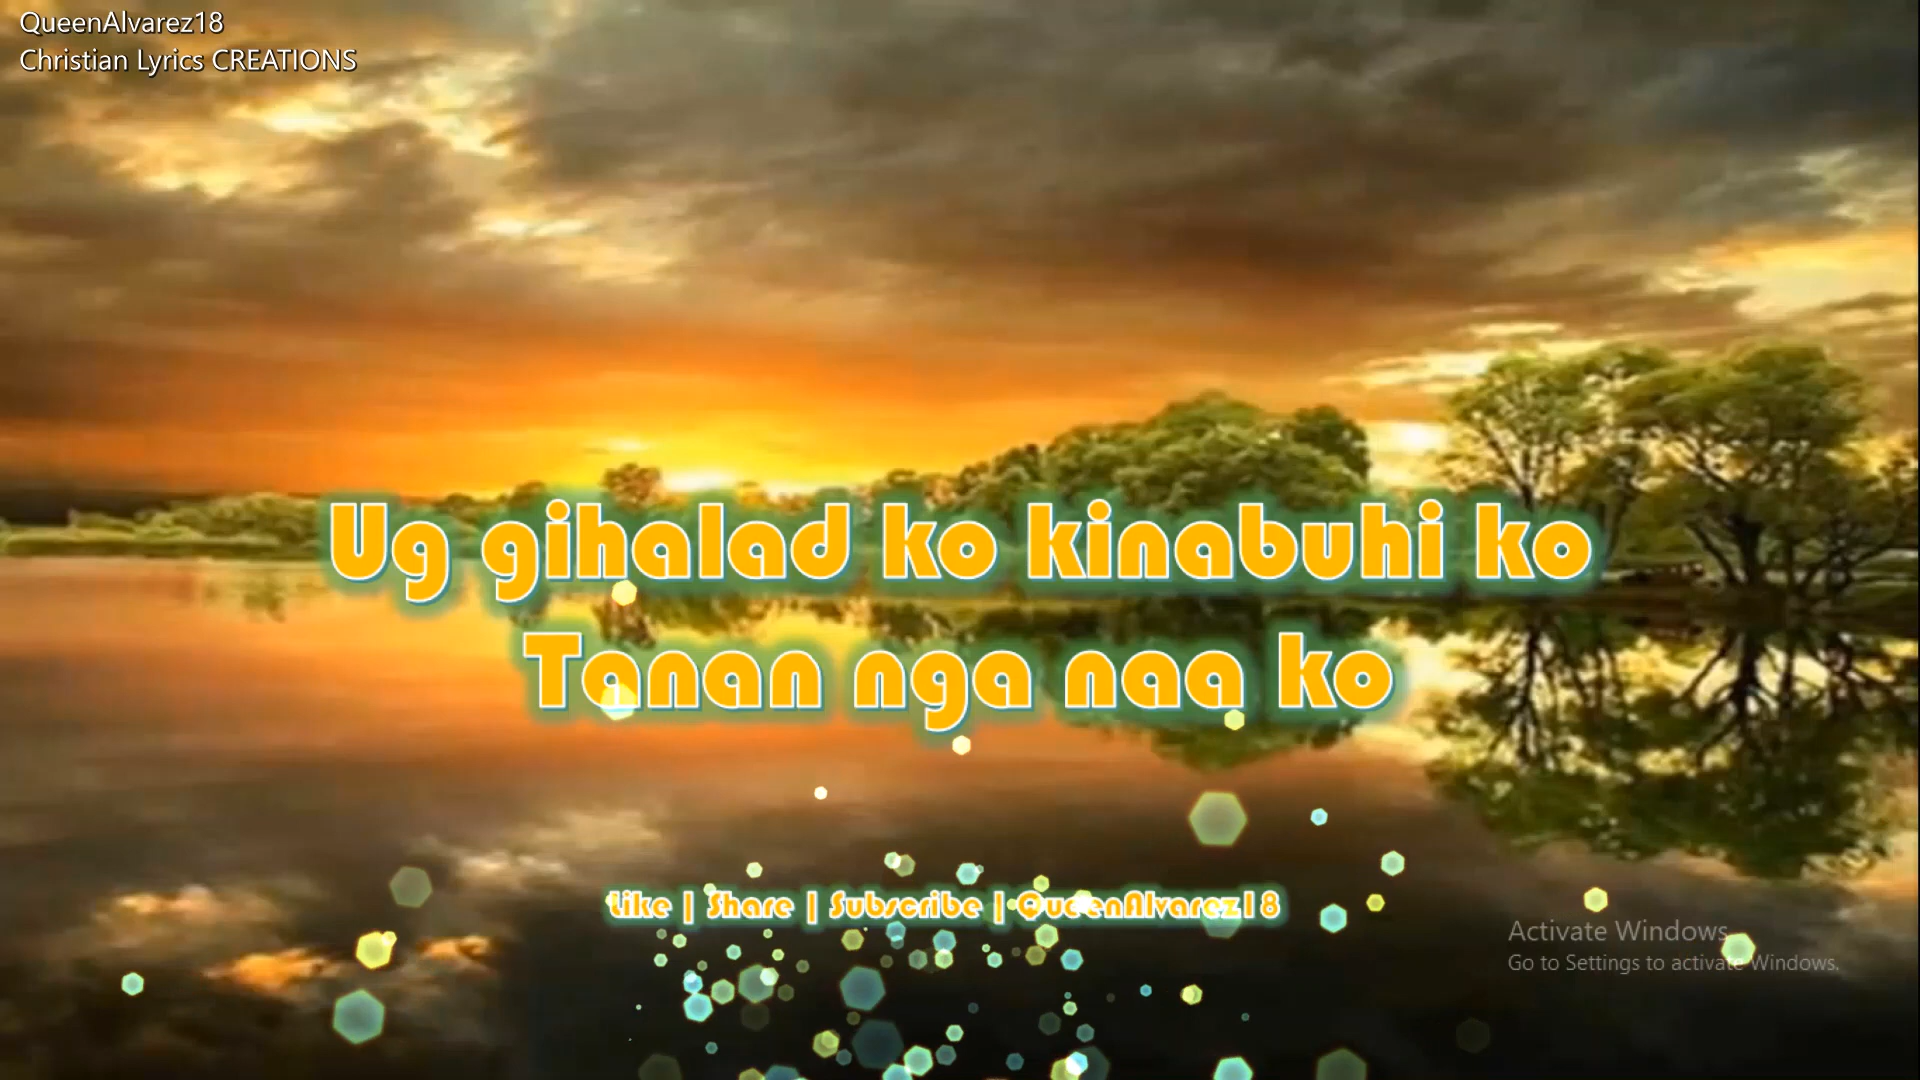 QueenAlvarez18
Christian Lyrics CREATIONS
Ug gihalad ko kinabuhi ko
Tanan nga naa ko
Like | Share | Subscribe | QueenAlvarez18
Activate Windows
Go to Settings to activate Windows.